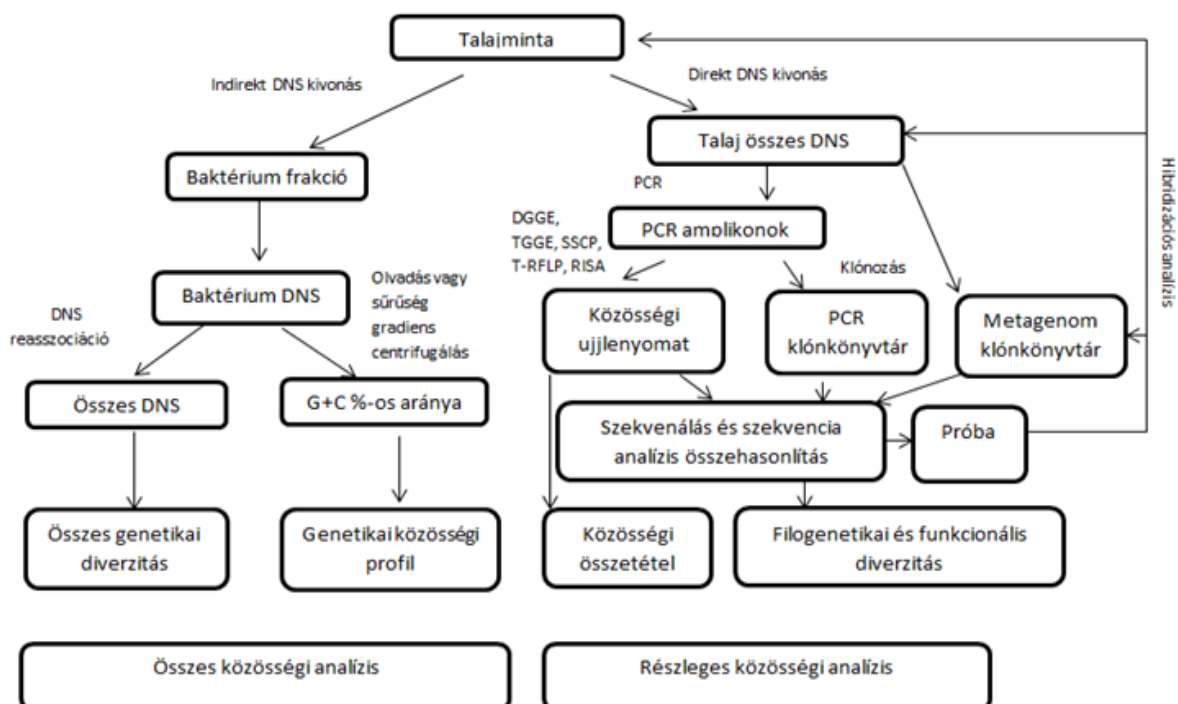 Talajminta
Indirekt DNS kivonás
Direkt DNS kivonás
Talaj összes DNS
Baktérium frakció
PCR
DGGE,
TGGE, SSCP,
T-RFLP, RISA
PCR amplikonok
Klónozás
Hibridizációs analízis
Baktérium DNS
Olvadás vagy
sűrűség
gradiens
centrifugálás
DNS
reasszociáció
Közösségi
ujjlenyomat
PCR
klónkönyvtár
Metagenom
klónkönyvtár
Összes DNS
G+C %-os aránya
Szekvenálás és szekvencia
analízis összehasonlítás
Próba
Összes genetikai
diverzitás
Genetikai közösségi
profil
Közösségi
összetétel
Filogenetikai és funkcionális
diverzitás
Összes közösségi analízis
Részleges közösségi analízis